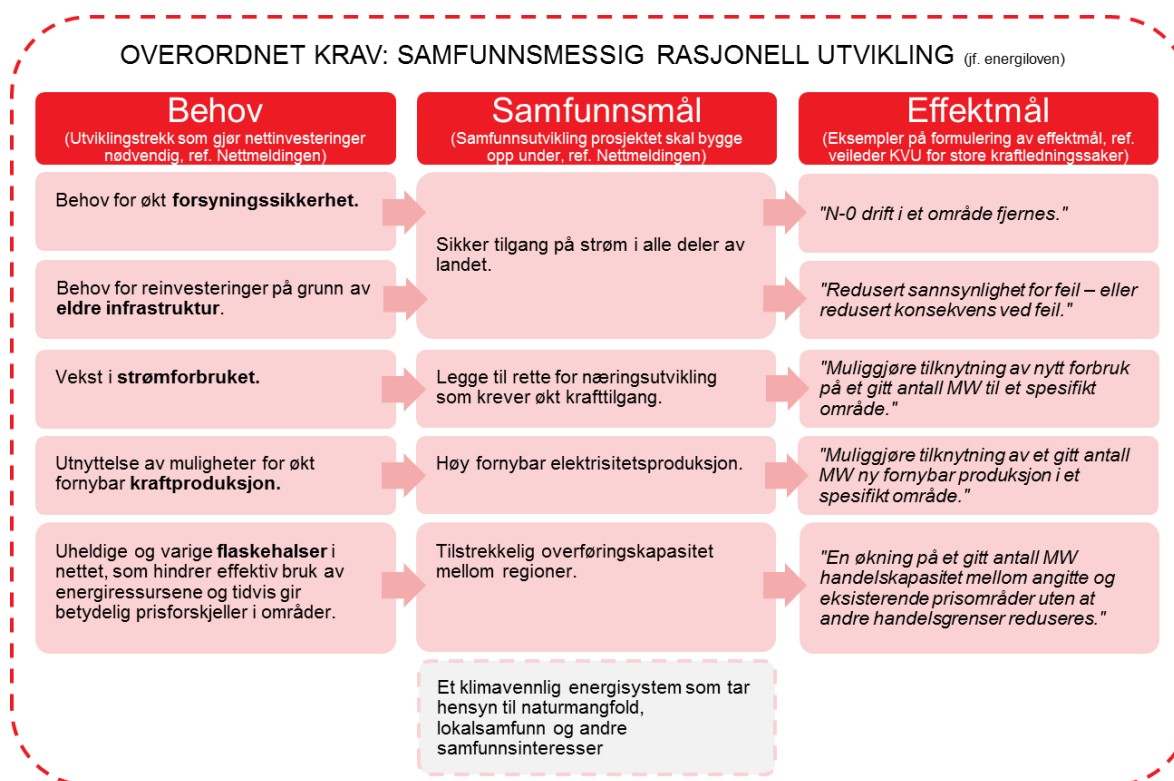 OVERORDNET KRAV: SAMFUNNSMESSIG RASJONELL UTVIKLING (jf. energiloven)
Behov
(Utviklingstrekk som gjør nettinvesteringer
nødvendig, ref. Nettmeldingen)
Samfunnsmål
(Samfunnsutvikling prosjektet skal bygge
opp under, ref. Nettmeldingen)
Effektmål
(Eksempler på formulering av effektmål, ref.
veileder KVU for store kraftledningssaker)
Behov for økt forsyningssikkerhet.
Behov for reinvesteringer på grunn av
eldre infrastruktur.
Sikker tilgang på strøm i alle deler av
landet.
"N-0 drift i et område fjernes."
"Redusert sannsynlighet for feil – eller
redusert konsekvens ved feil."
Vekst i strømforbruket.
Legge til rette for næringsutvikling
som krever økt krafttilgang.
"Muliggjøre tilknytning av nytt forbruk
på et gitt antall MW til et spesifikt
område."
Utnyttelse av muligheter for økt
fornybar kraftproduksjon.
Høy fornybar elektrisitetsproduksjon.
"Muliggjøre tilknytning av et gitt antall
MW ny fornybar produksjon i et
spesifikt område."
Uheldige og varige flaskehalser i
nettet, som hindrer effektiv bruk av
energiressursene og tidvis gir
betydelig prisforskjeller i områder.
Tilstrekkelig overføringskapasitet
mellom regioner.
"En økning på et gitt antall MW
handelskapasitet mellom angitte og
eksisterende prisområder uten at
andre handelsgrenser reduseres."
Et klimavennlig energisystem som tar
hensyn til naturmangfold,
lokalsamfunn og andre
samfunnsinteresser